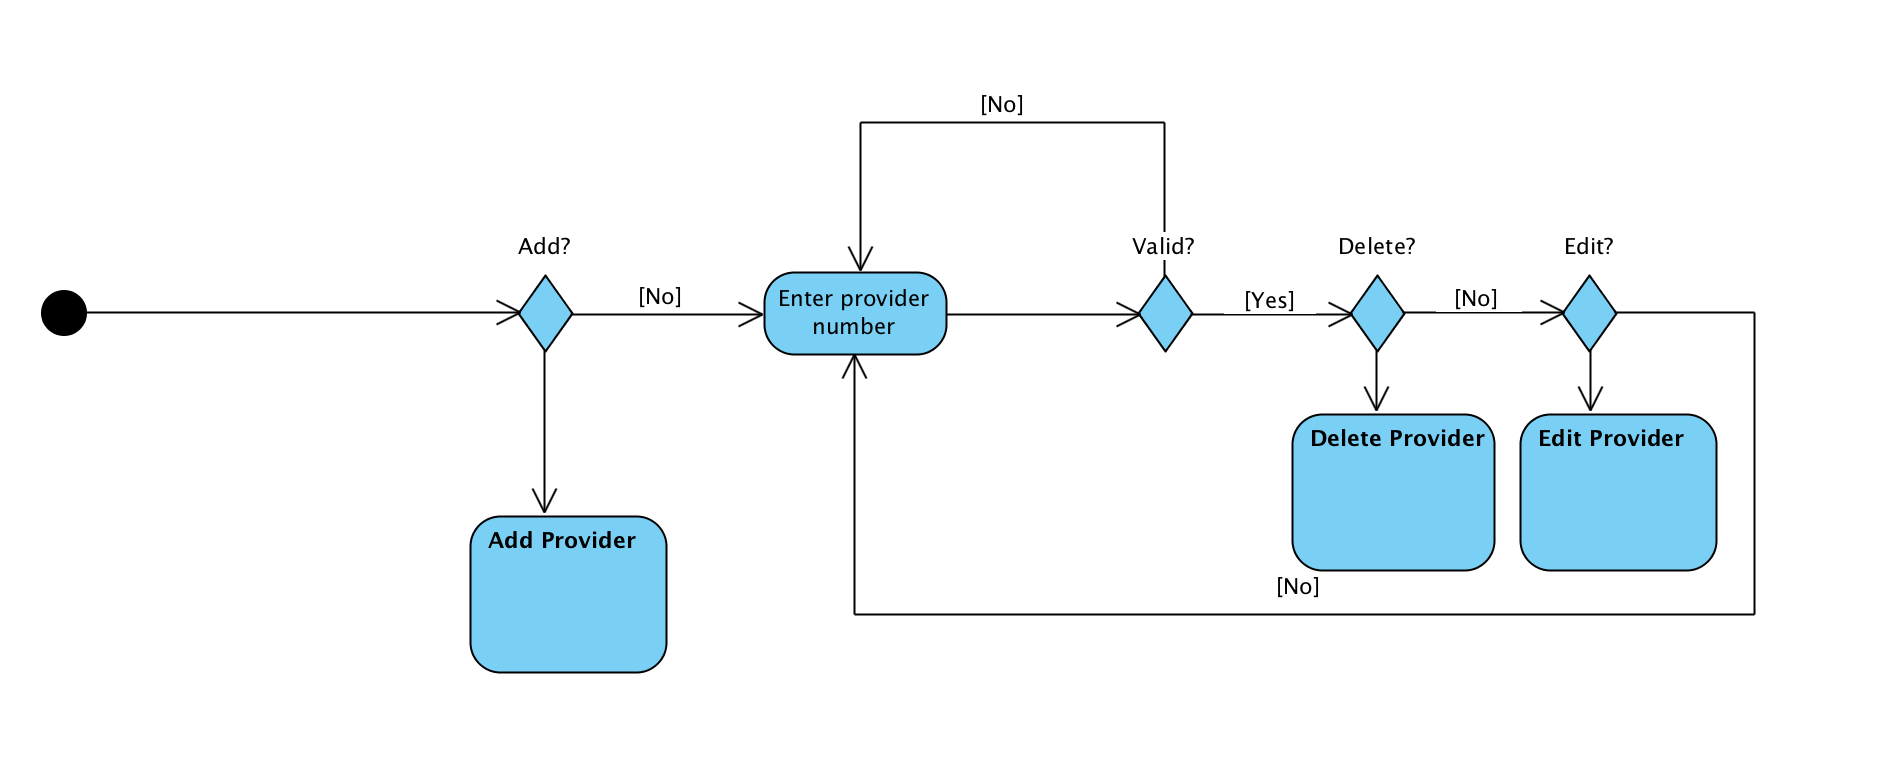 [No]
Add?
Valid?
Delete?
Edit?
[No]
Enter provider
number
[Yes]
[No]
Delete Provider
Edit Provider
Add Provider
[No]